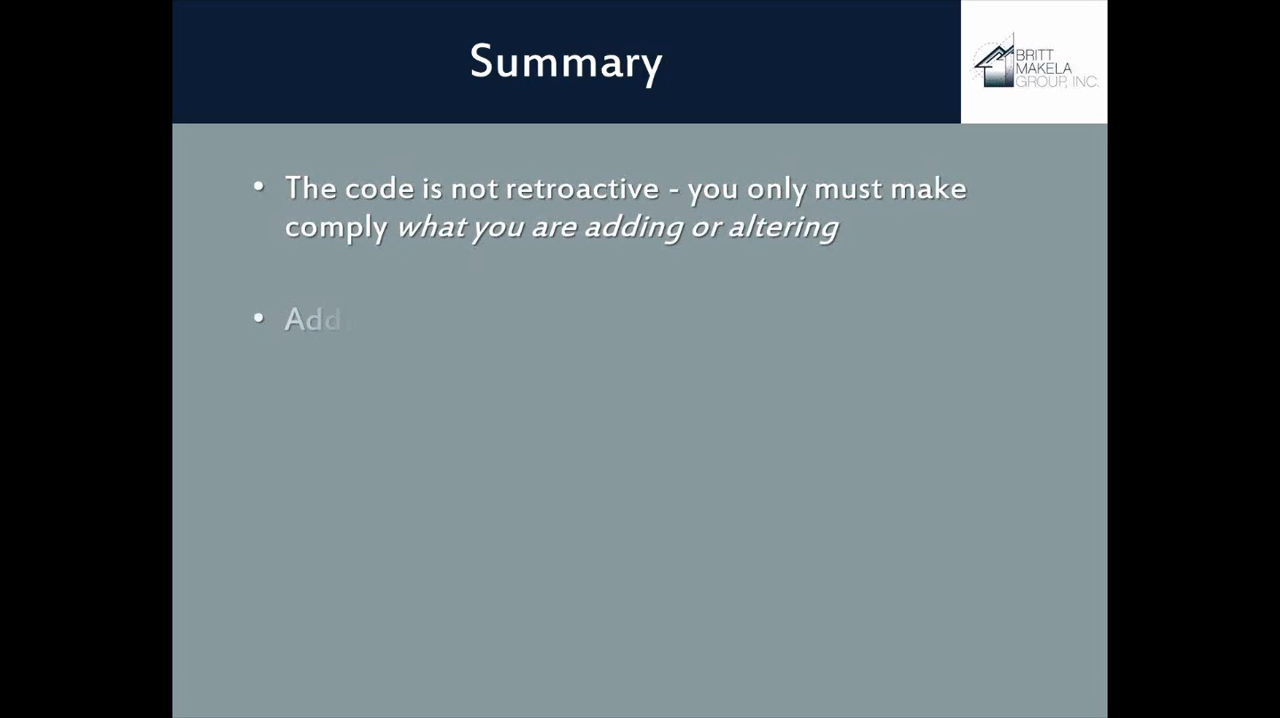 Summary
BRITT
MAKELA
GROUP, INC.
• The code is not retroactive - you only must make
comply what you are adding or altering
• Add